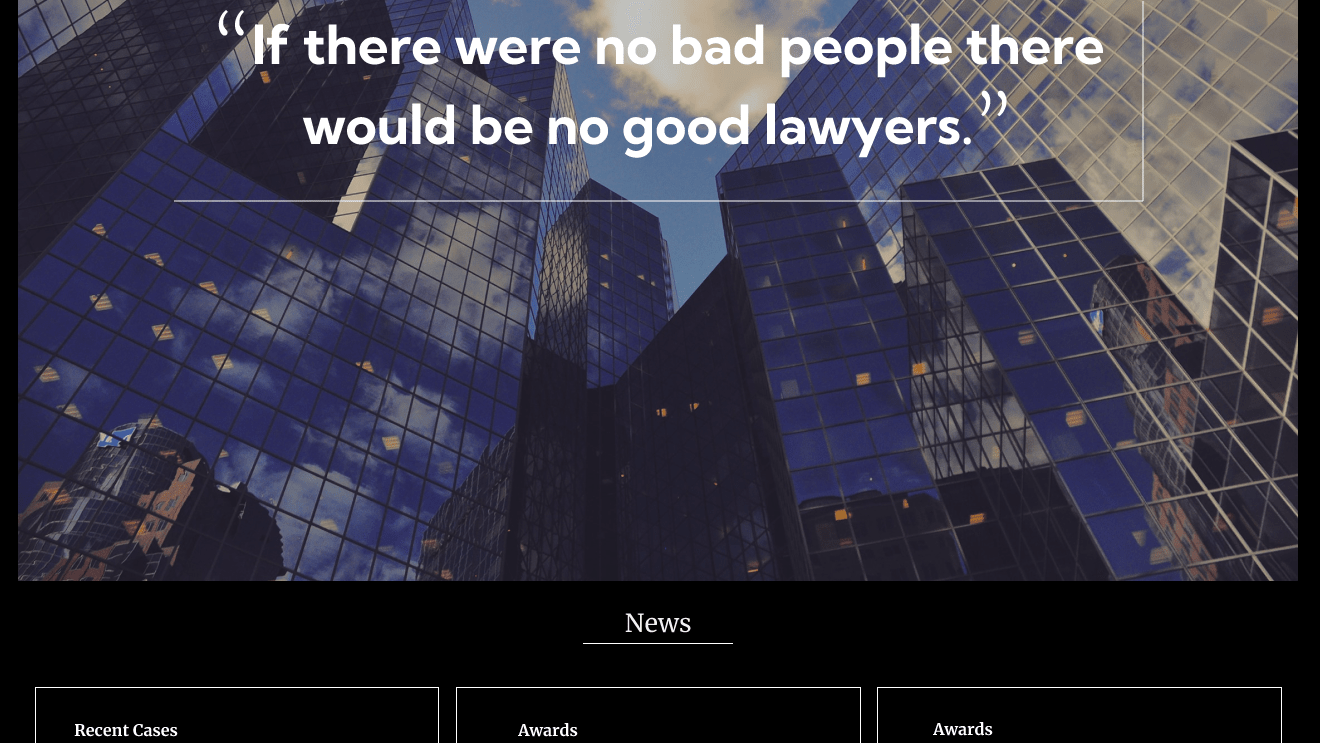 “If there were no bad people there
would be no good lawyers.”
News
Recent Cases
Awards
Awards